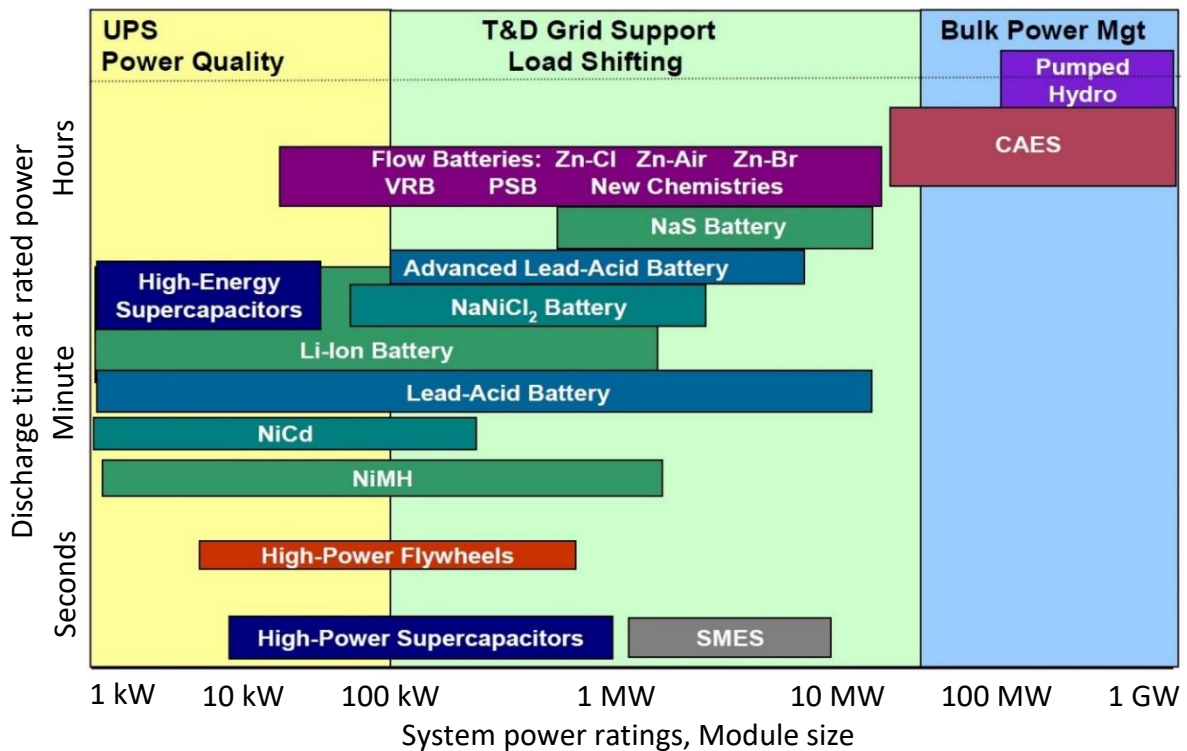 UPS
Power Quality
T&D Grid Support
Load Shifting
Bulk Power Mgt
Pumped
Hydro
CAES
Flow Batteries: Zn-Cl Zn-Air Zn-Br
VRB PSB New Chemistries
NaS Battery
Advanced Lead-Acid Battery
High-Energy
Supercapacitors
NaNiCl₂ Battery
Li-Ion Battery
Lead-Acid Battery
NiCd
NiMH
High-Power Flywheels
High-Power Supercapacitors
SMES
Discharge time at rated power
Hours
Minute
Seconds
1 kW 10 kW 100 kW 1 MW 10 MW 100 MW 1 GW
System power ratings, Module size